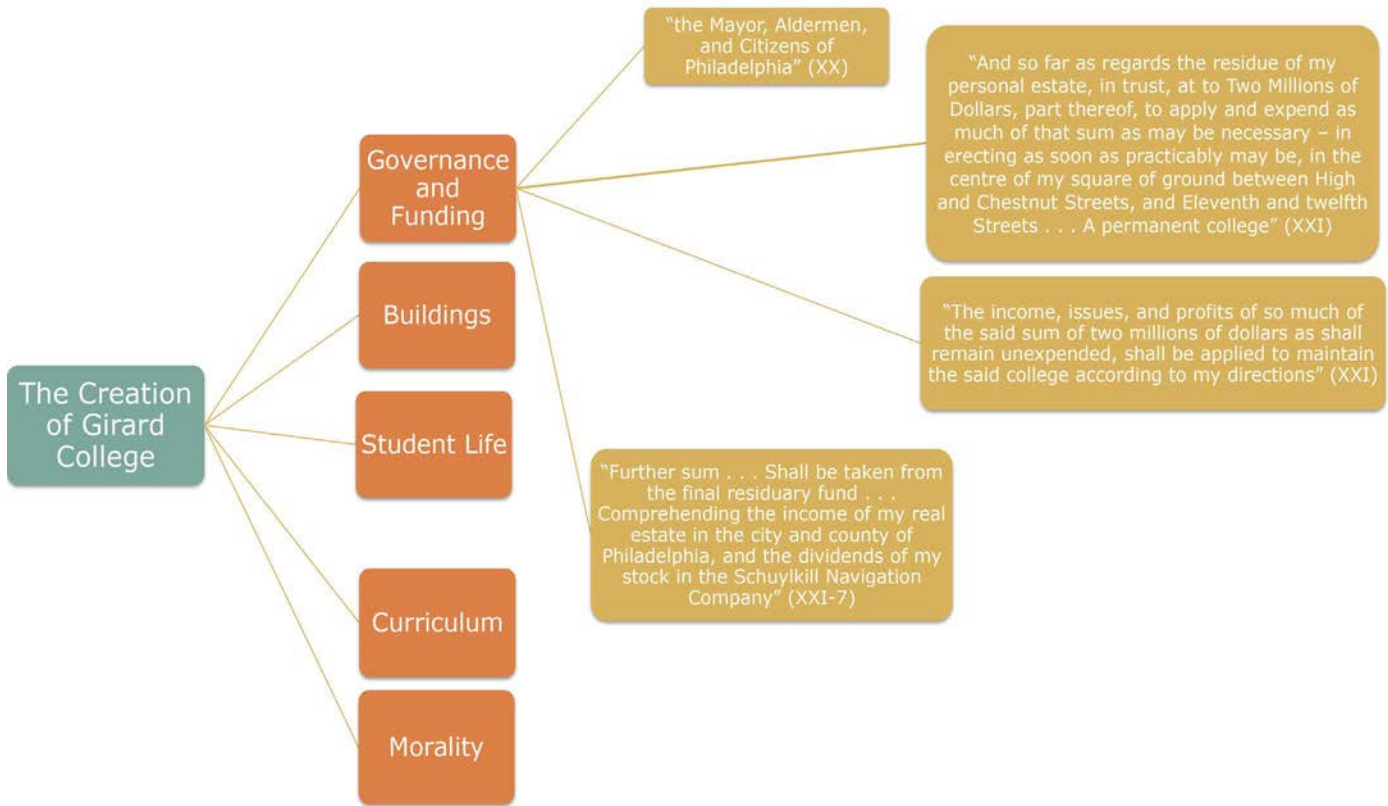 The Creation
of Girard
College
Governance
and
Funding
Buildings
Student Life
Curriculum
Morality
“the Mayor, Aldermen,
and Citizens of
Philadelphia” (XX)
“And so far as regards the residue of my
personal estate, in trust, at to Two Millions of
Dollars, part thereof, to apply and expend as
much of that sum as may be necessary – in
erecting as soon as practicably may be, in the
centre of my square of ground between High
and Chestnut Streets, and Eleventh and twelfth
Streets . . . A permanent college” (XXI)
“The income, issues, and profits of so much of
the said sum of two millions of dollars as shall
remain unexpended, shall be applied to maintain
the said college according to my directions” (XXI)
“Further sum . . . Shall be taken from
the final residuary fund . . .
Comprehending the income of my real
estate in the city and county of
Philadelphia, and the dividends of my
stock in the Schuylkill Navigation
Company” (XXI-7)